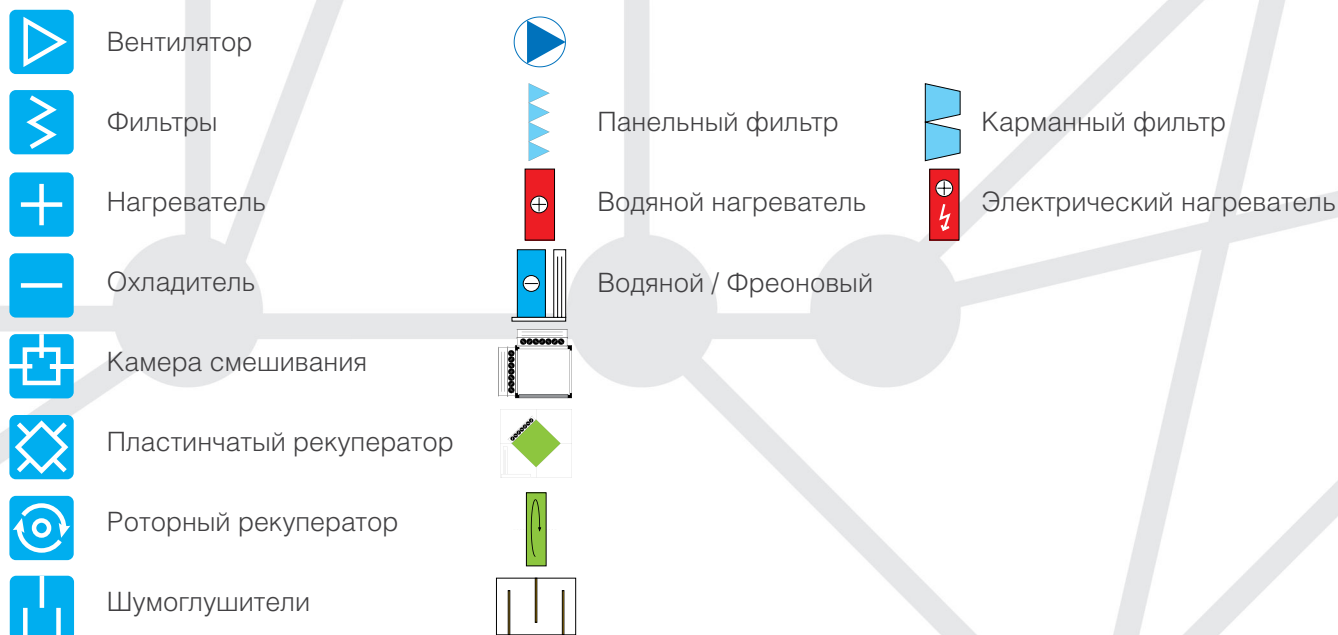 Вентилятор
Фильтры
Панельный фильтр
Карманный фильтр
Нагреватель
Водяной нагреватель
Электрический нагреватель
Охладитель
Водяной / Фреоновый
Камера смешивания
Пластинчатый рекуператор
Роторный рекуператор
Шумоглушители